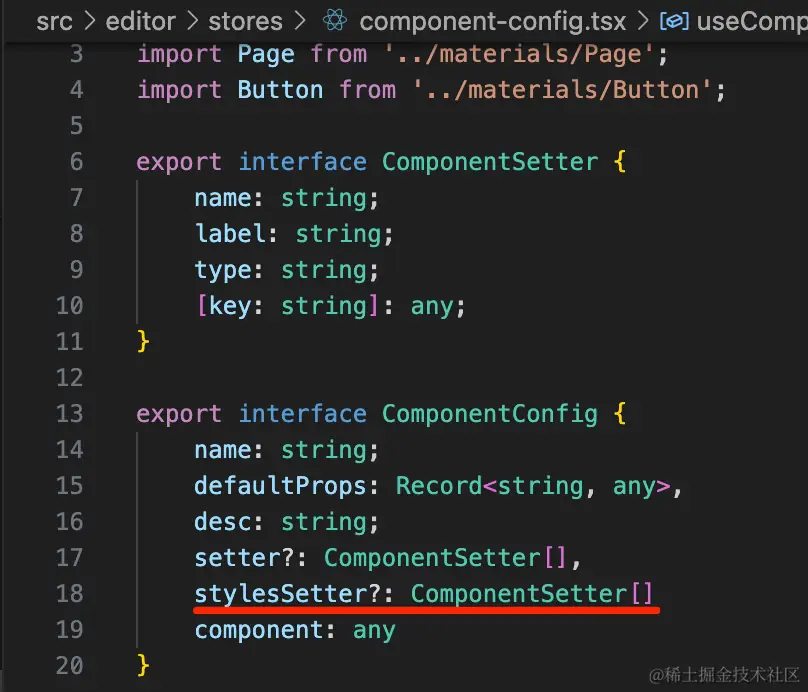 src > editor > stores > component-config.tsx > useComp
3 import Page from '../materials/Page';
4 import Button from '../materials/Button';
5
6 export interface ComponentSetter {
7 name: string;
8 label: string;
9 type: string;
10 [key: string]: any;
11 }
12
13 export interface ComponentConfig {
14 name: string;
15 defaultProps: Record<string, any>,
16 desc: string;
17 setter?: ComponentSetter[],
18 stylesSetter?: ComponentSetter[]
19 component: any
20 }
@稀土掘金技术社区